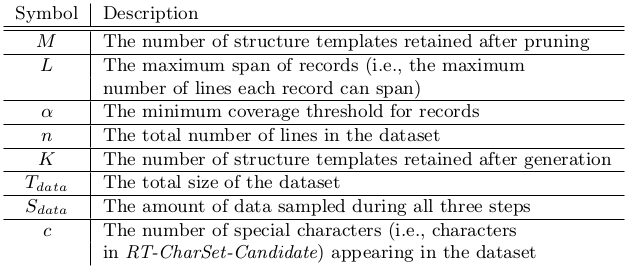 Symbol Description
M The number of structure templates retained after pruning
L The maximum span of records (i.e., the maximum
number of lines each record can span)
α The minimum coverage threshold for records
n The total number of lines in the dataset
K The number of structure templates retained after generation
T_data The total size of the dataset
S_data The amount of data sampled during all three steps
c The number of special characters (i.e., characters
in RT-CharSet-Candidate) appearing in the dataset